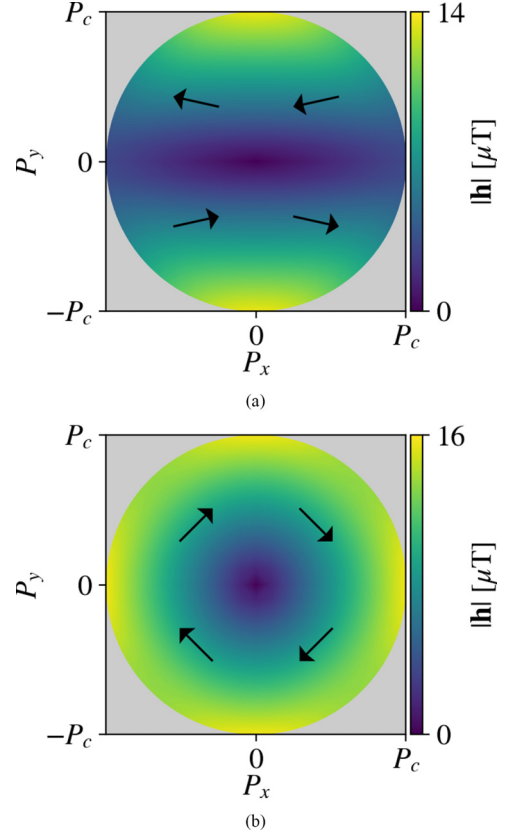 P_c
14
P_y
0
|h| [μT]
−P_c
0
0
P_c
P_x
(a)
P_c
16
P_y
0
|h| [μT]
−P_c
0
0
P_c
P_x
(b)